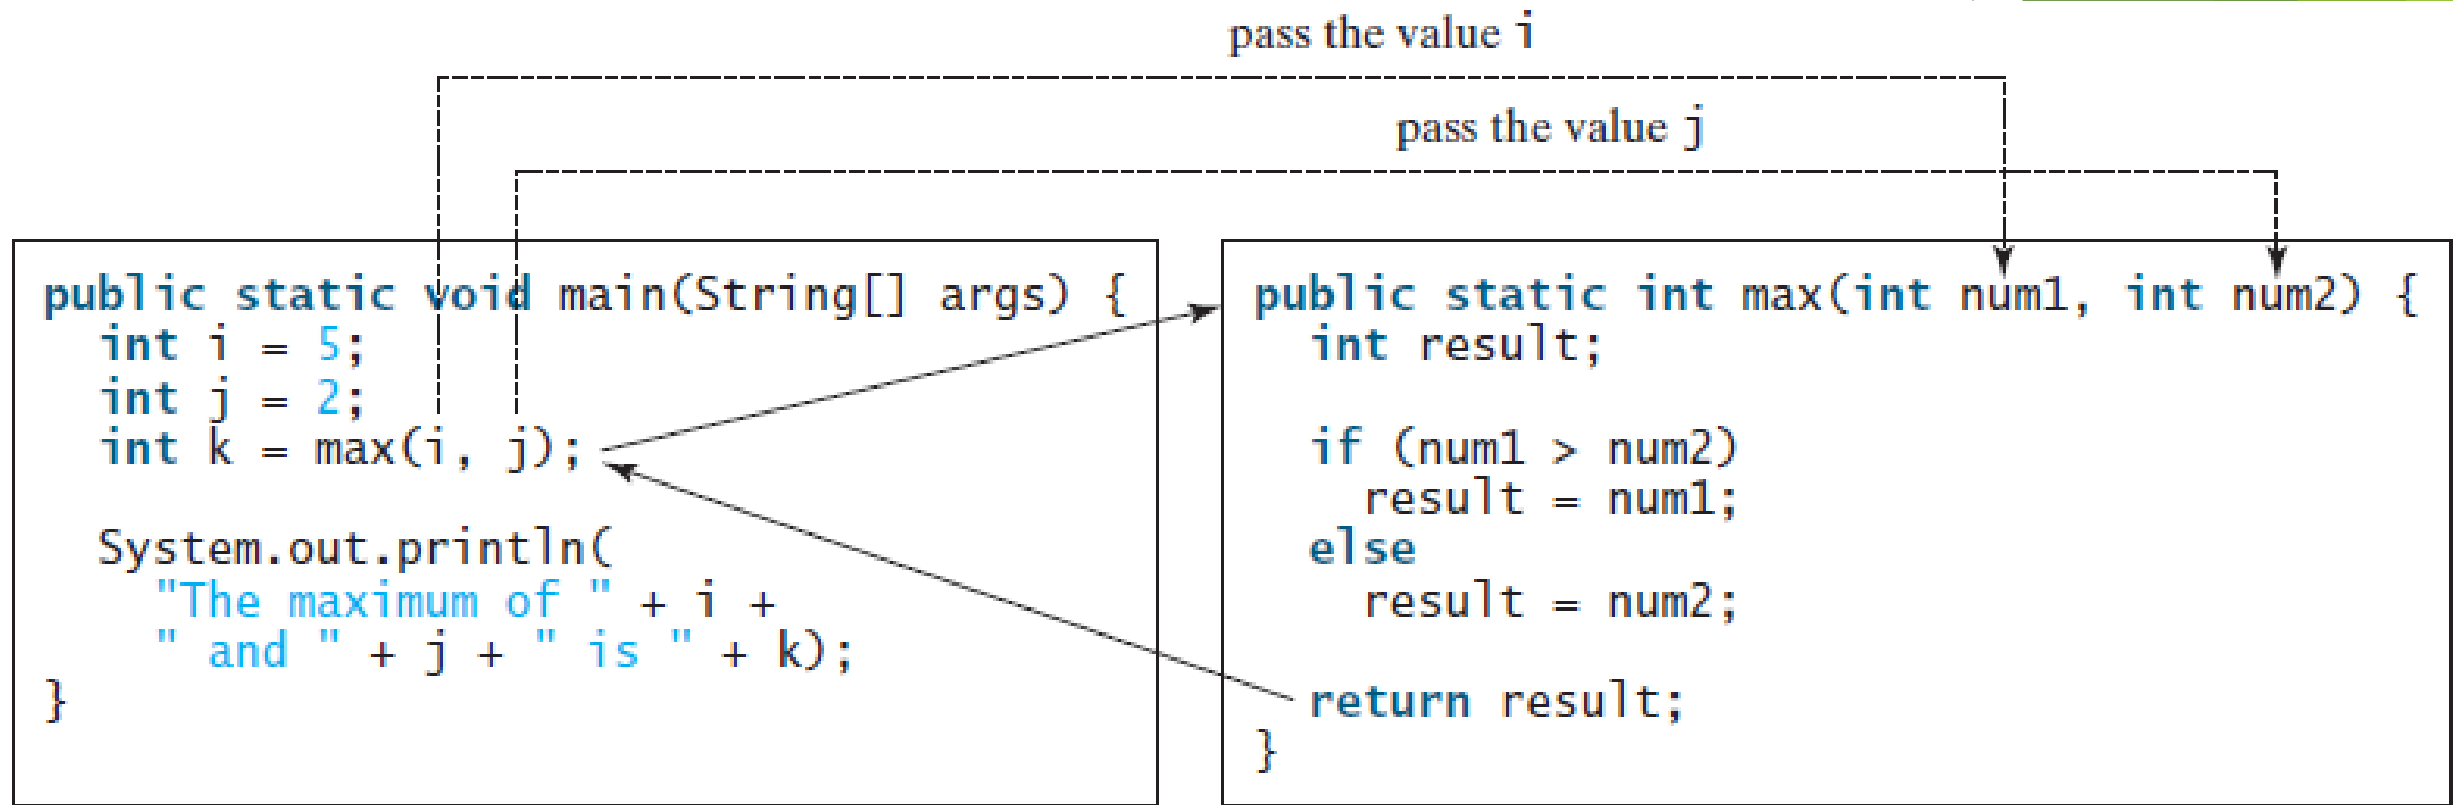 pass the value i
pass the value j
public static void main(String[] args) {
int i = 5;
int j = 2;
int k = max(i, j);
System.out.println(
"The maximum of " + i +
" and " + j + " is " + k);
}
public static int max(int num1, int num2) {
int result;
if (num1 > num2)
result = num1;
else
result = num2;
return result;
}